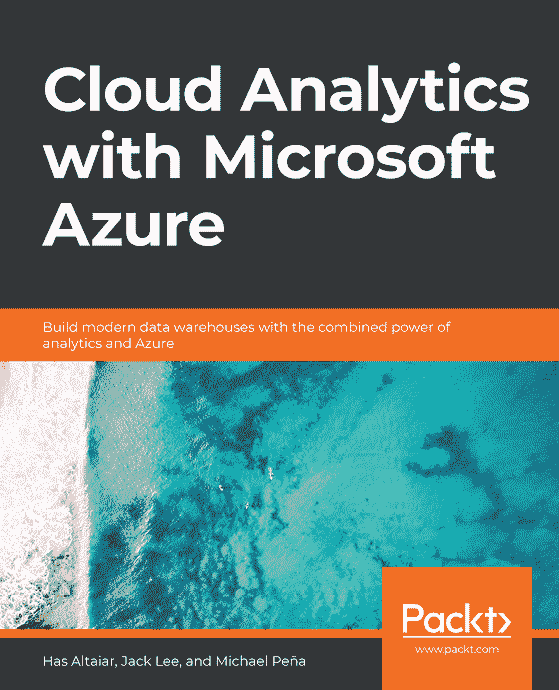 Cloud Analytics
with Microsoft
Azure
Build modern data warehouses with the combined power of
analytics and Azure
Packt>
www.packt.com
Has Altaiar, Jack Lee, and Michael Peña